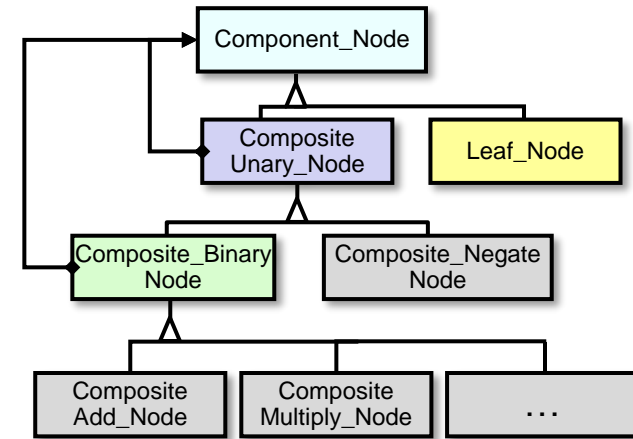 Component_Node
Composite
Unary_Node
Leaf_Node
Composite_Binary
Node
Composite_Negate
Node
Composite
Add_Node
Composite
Multiply_Node
...